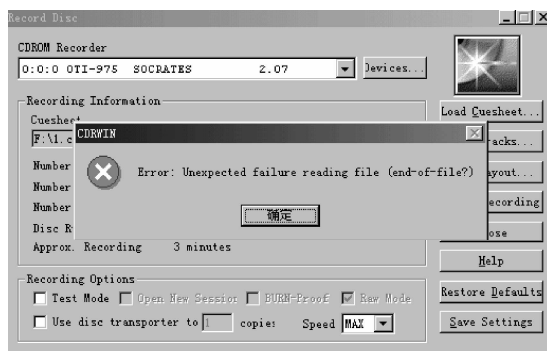 Record Disc
CDROM Recorder
0:0:0 OTI-975 SOCRATES 2.07
Devices...
Recording Information
Load Cuesheet...
Cueshee
CDRWIN
F:\1.c
racks...
Error: Unexpected failure reading file (end-of-file?)
Number
yout...
Number
Number
确定
ecording
Disc R
ose
Approx. Recording 3 minutes
Help
Recording Options
Test Mode Open New Session BURN-Proof Raw Mode
Restore Defaults
Use disc transporter to 1 copies Speed MAX
Save Settings